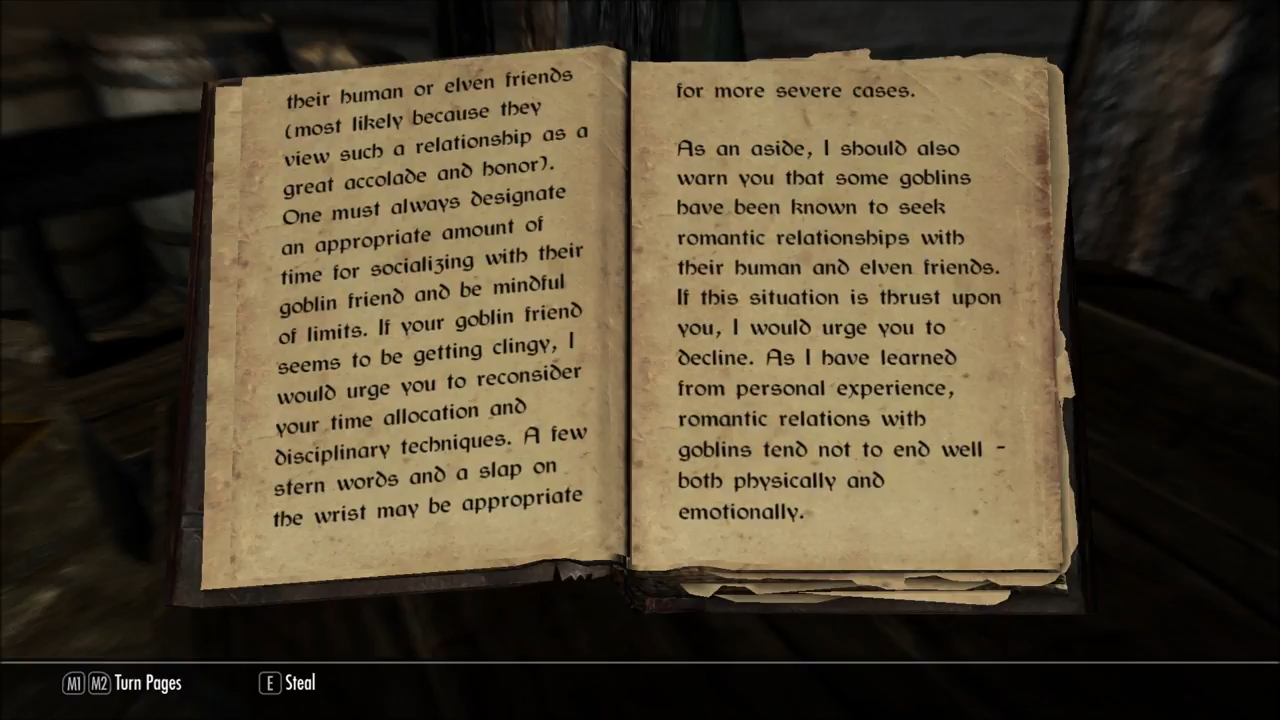 their human or elven friends
(most likely because they
view such a relationship as a
great accolade and honor).
One must always designate
an appropriate amount of
time for socializing with their
goblin friend and be mindful
of limits. If your goblin friend
seems to be getting clingy, I
would urge you to reconsider
your time allocation and
disciplinary techniques. A few
stern words and a slap on
the wrist may be appropriate
for more severe cases.
As an aside, I should also
warn you that some goblins
have been known to seek
romantic relationships with
their human and elven friends.
If this situation is thrust upon
you, I would urge you to
decline. As I have learned
from personal experience,
romantic relations with
goblins tend not to end well -
both physically and
emotionally.
M1 M2 Turn Pages E Steal